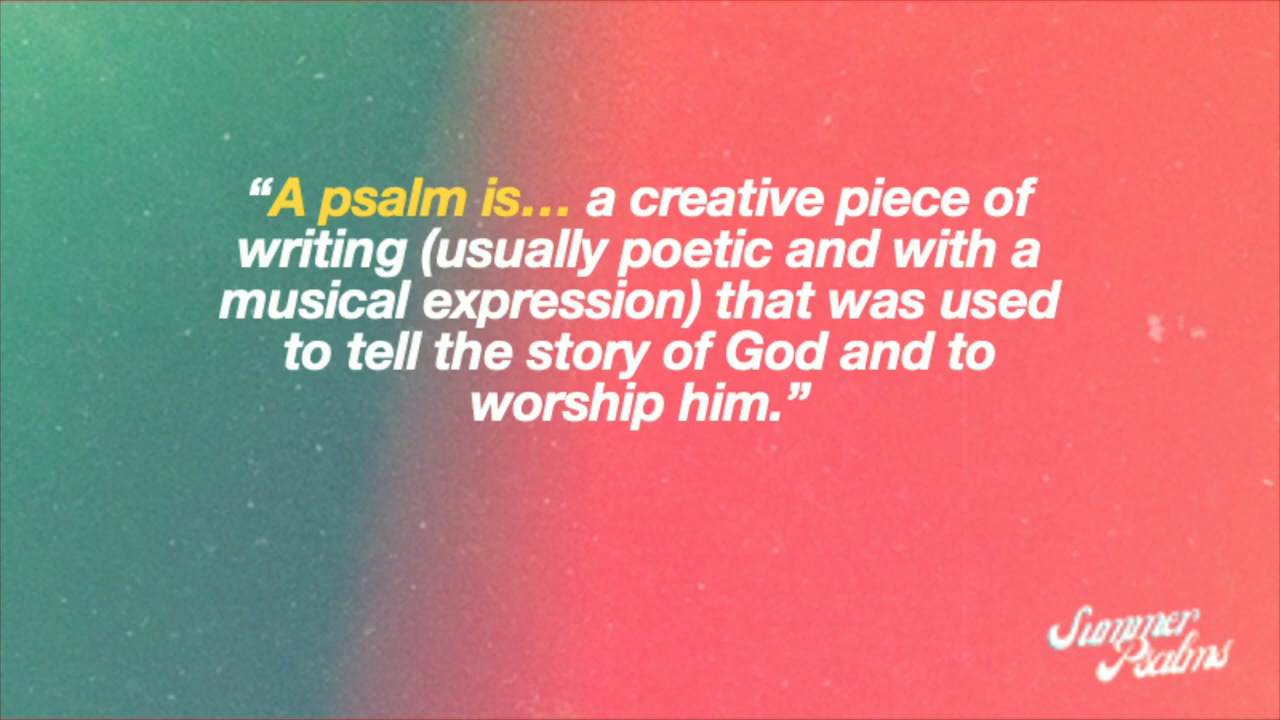 “A psalm is… a creative piece of
writing (usually poetic and with a
musical expression) that was used
to tell the story of God and to
worship him.”
Summer
Psalms